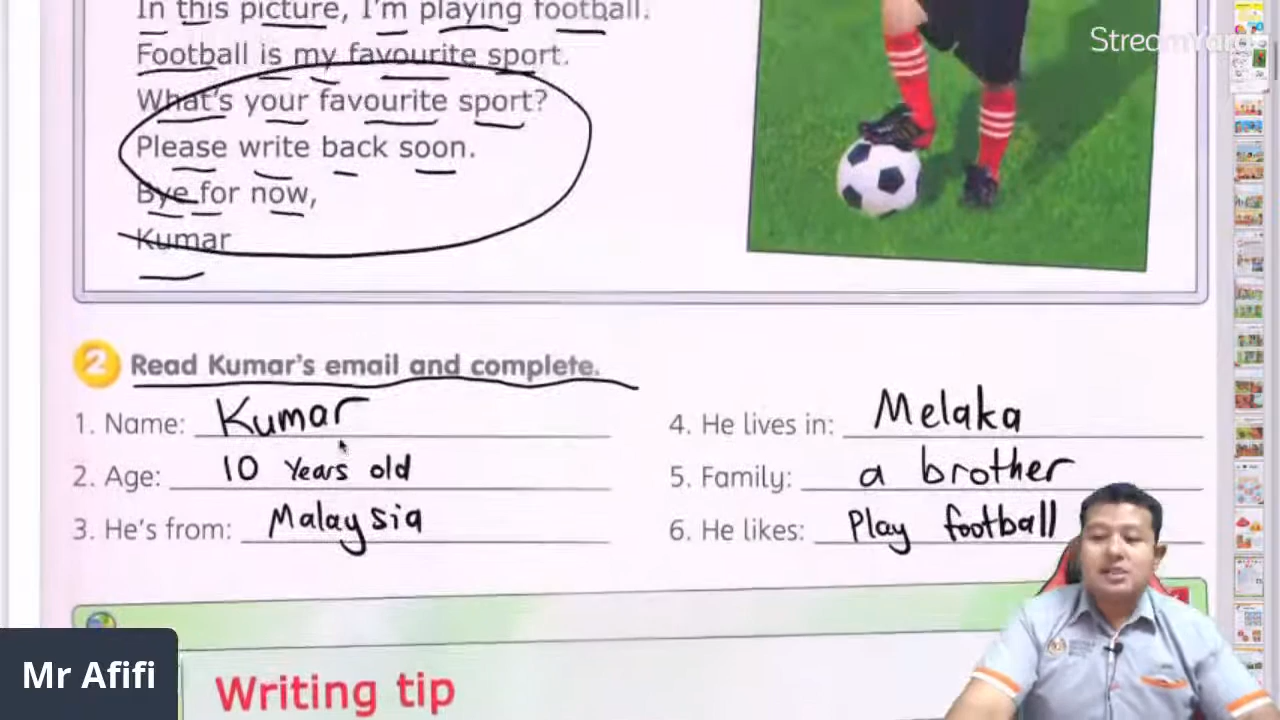 In this picture, I'm playing football.
Football is my favourite sport.
What's your favourite sport?
Please write back soon.
Bye for now,
Kumar
StreamYard
2 Read Kumar's email and complete.
1. Name: Kumar
2. Age: 10 Years old
3. He's from: Malaysia
4. He lives in: Melaka
5. Family: a brother
6. He likes: Play football
Writing tip
Mr Afifi